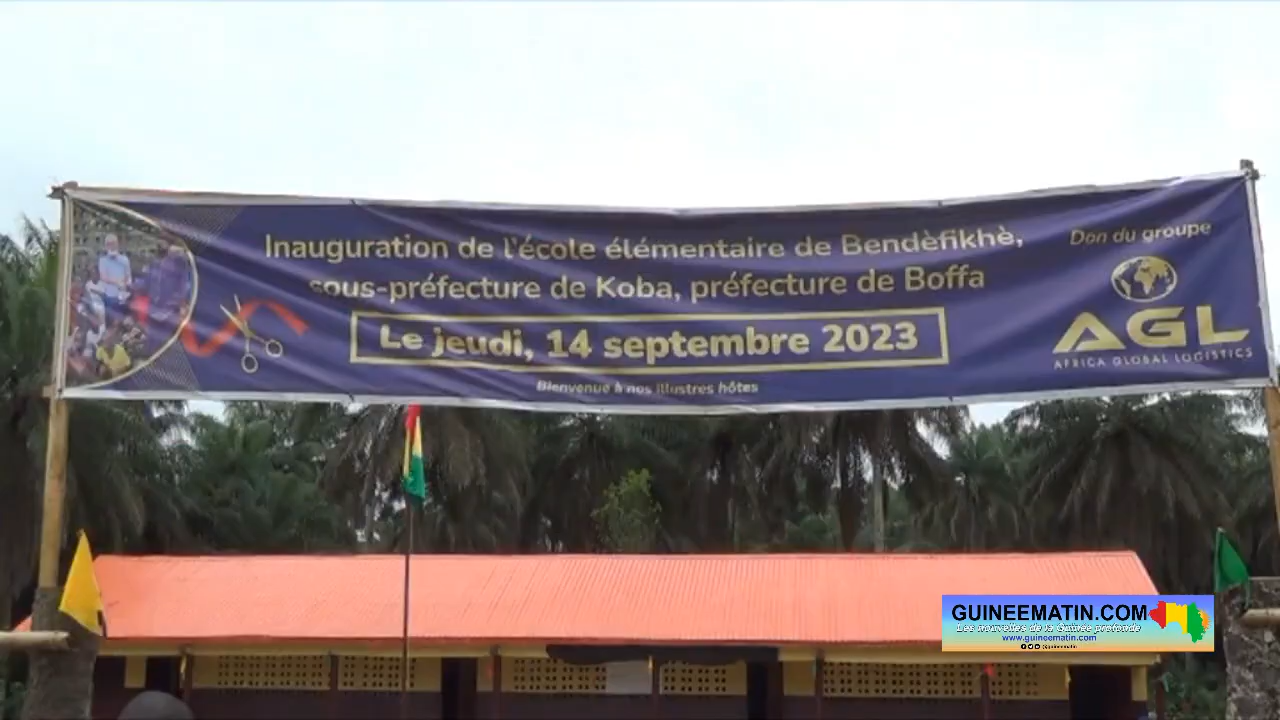 Inauguration de l'école élémentaire de Bendèfikhè,
sous-préfecture de Koba, préfecture de Boffa
Le jeudi, 14 septembre 2023
Bienvenue à nos illustres hôtes
Don du groupe
AGL
AFRICA GLOBAL LOGISTICS
GUINEEMATIN.COM
Les nouvelles de la Guinée profonde
www.guineematin.com
@guineematin